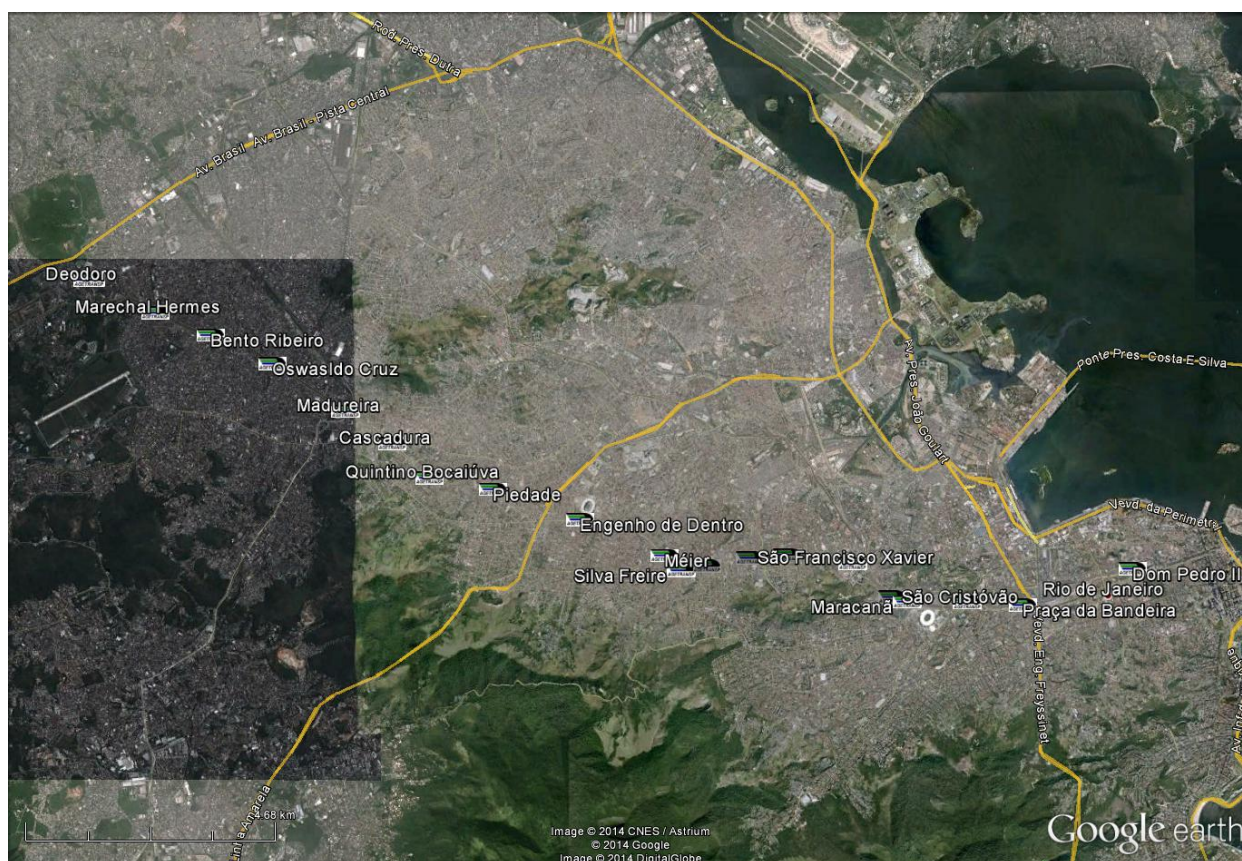 Rod. Pres. Dutra
Av. Brasil - Pista Central
Av. Brasil
Deodoro
Marechal Hermes
Bento Ribeiro
Oswasldo Cruz
Madureira
Cascadura
Quintino Bocaiúva
Piedade
Engenho de Dentro
Méier
Silva Freire
São Francisco Xavier
Maracanã
São Cristóvão
Rio de Janeiro
Praça da Bandeira
Dom Pedro II
Av. Pres. João Goulart
Ponte Pres. Costa E Silva
Vevd. da Perimetral
Vevd. Eng. Freyssinet
Linha Amarela
4.68 km
Image © 2014 CNES / Astrium
© 2014 Google
Image © 2014 DigitalGlobe
Google earth